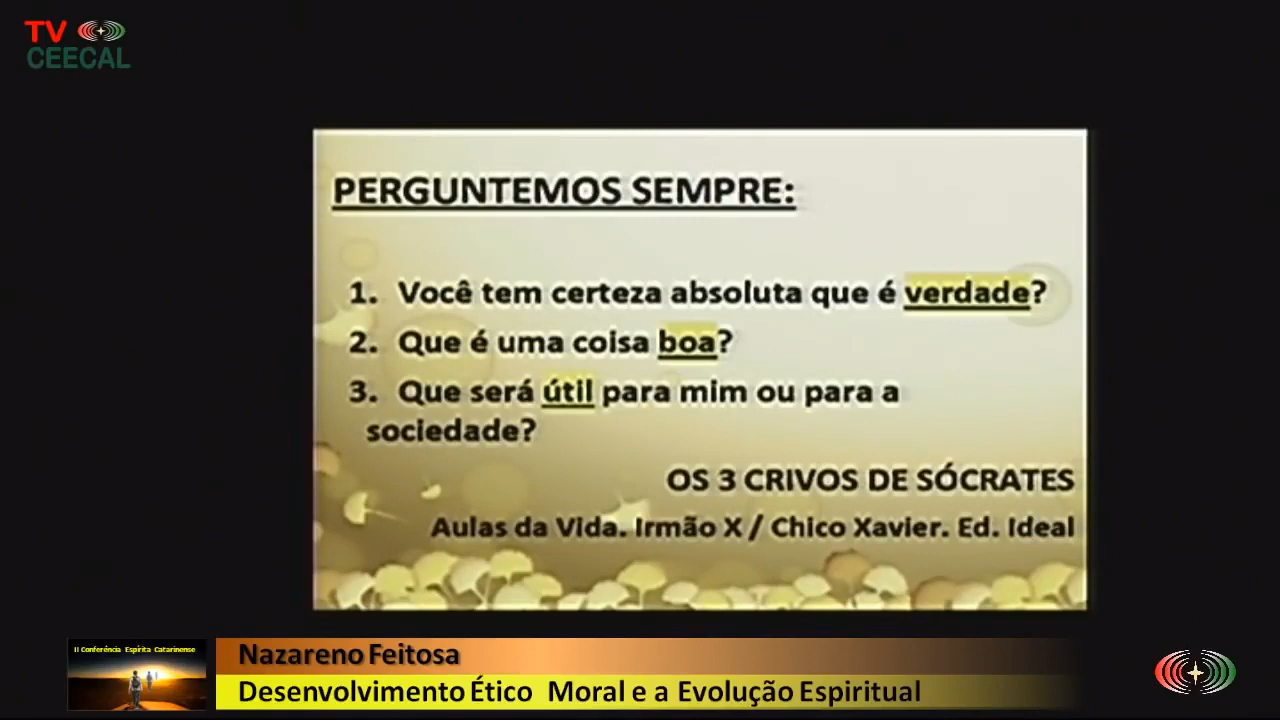 TV
CEECAL
PERGUNTEMOS SEMPRE:
1. Você tem certeza absoluta que é verdade?
2. Que é uma coisa boa?
3. Que será útil para mim ou para a
sociedade?
OS 3 CRIVOS DE SÓCRATES
Aulas da Vida. Irmão X / Chico Xavier. Ed. Ideal
II Conferência Espírita Catarinense
Nazareno Feitosa
Desenvolvimento Ético Moral e a Evolução Espiritual